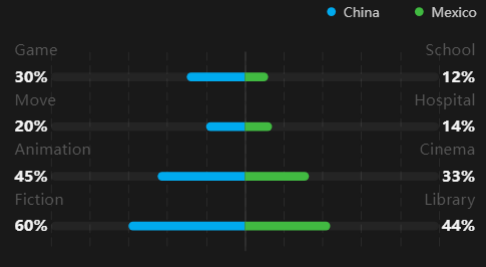 China Mexico
Game School
30% 12%
Move Hospital
20% 14%
Animation Cinema
45% 33%
Fiction Library
60% 44%